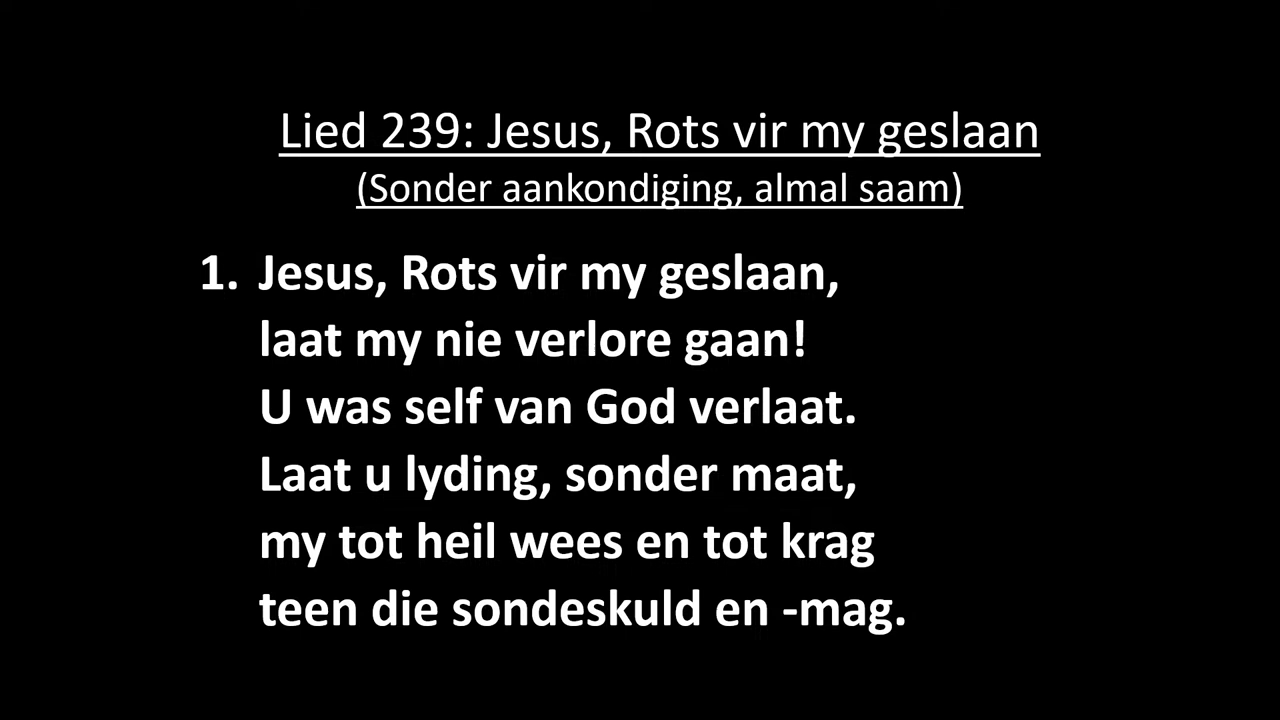 Lied 239: Jesus, Rots vir my geslaan
(Sonder aankondiging, almal saam)
1. Jesus, Rots vir my geslaan,
laat my nie verlore gaan!
U was self van God verlaat.
Laat u lyding, sonder maat,
my tot heil wees en tot krag
teen die sondeskuld en -mag.